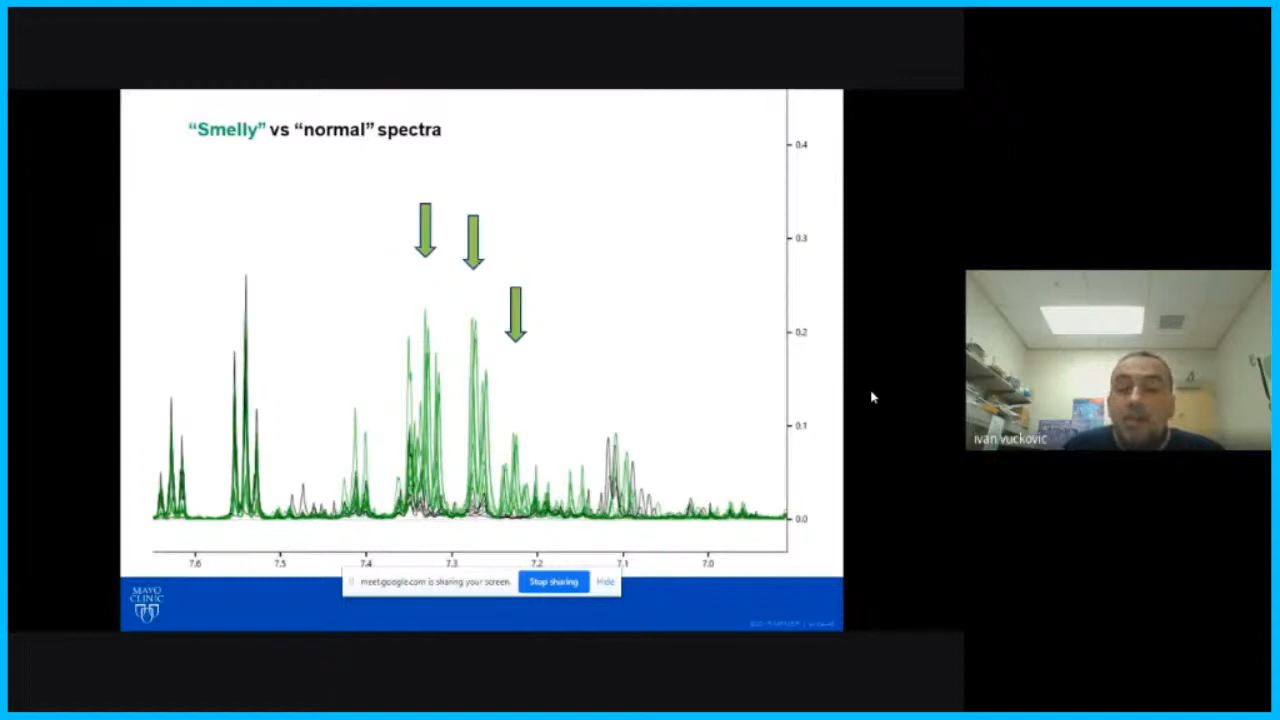 “Smelly” vs “normal” spectra
0.4
0.3
0.2
0.1
0.0
7.6
7.5
7.4
7.3
7.2
7.1
7.0
meet.google.com is sharing your screen.
Stop sharing
Hide
MAYO
CLINIC
ivan vuckovic